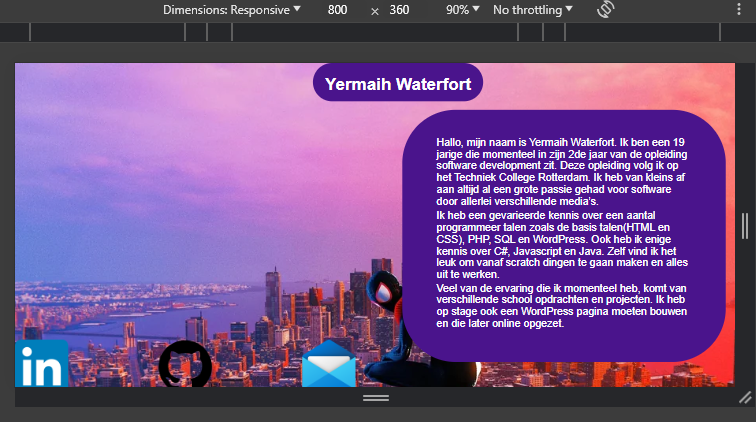 Dimensions: Responsive ▼ 800 × 360 90% ▼ No throttling ▼
Yermaih Waterfort
Hallo, mijn naam is Yermaih Waterfort. Ik ben een 19
jarige die momenteel in zijn 2de jaar van de opleiding
software development zit. Deze opleiding volg ik op
het Techniek College Rotterdam. Ik heb van kleins af
aan altijd al een grote passie gehad voor software
door allerlei verschillende media's.
Ik heb een gevarieerde kennis over een aantal
programmeer talen zoals de basis talen(HTML en
CSS), PHP, SQL en WordPress. Ook heb ik enige
kennis over C#, Javascript en Java. Zelf vind ik het
leuk om vanaf scratch dingen te gaan maken en alles
uit te werken.
Veel van de ervaring die ik momenteel heb, komt van
verschillende school opdrachten en projecten. Ik heb
op stage ook een WordPress pagina moeten bouwen
en die later online opgezet.
in